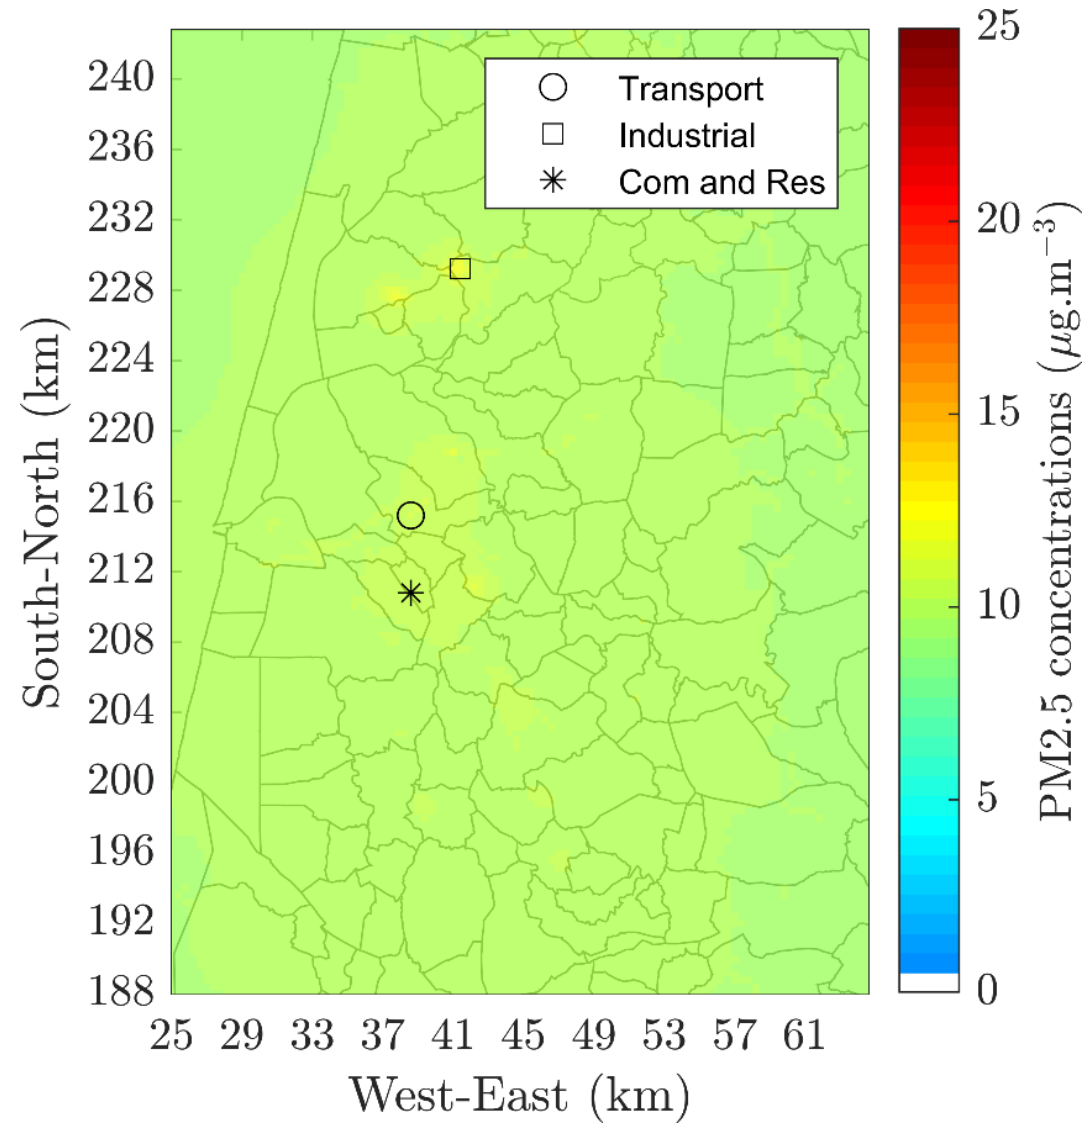 Transport
Industrial
Com and Res
240
236
232
228
224
220
216
212
208
204
200
196
192
188
South-North (km)
25 29 33 37 41 45 49 53 57 61
West-East (km)
25
20
15
10
5
0
PM2.5 concentrations (μg.m⁻³)